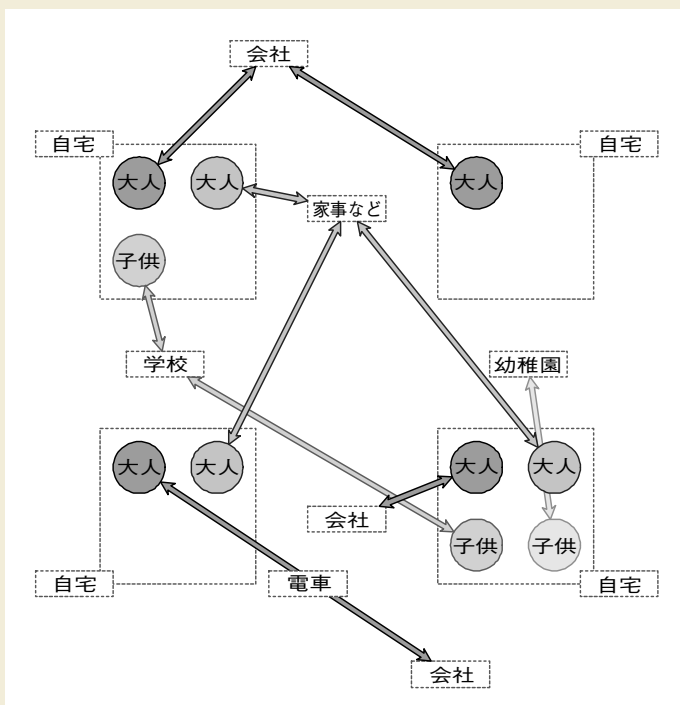 会社
自宅
自宅
大人
大人
大人
家事など
子供
学校
幼稚園
大人
大人
大人
大人
会社
子供
子供
自宅
電車
自宅
会社